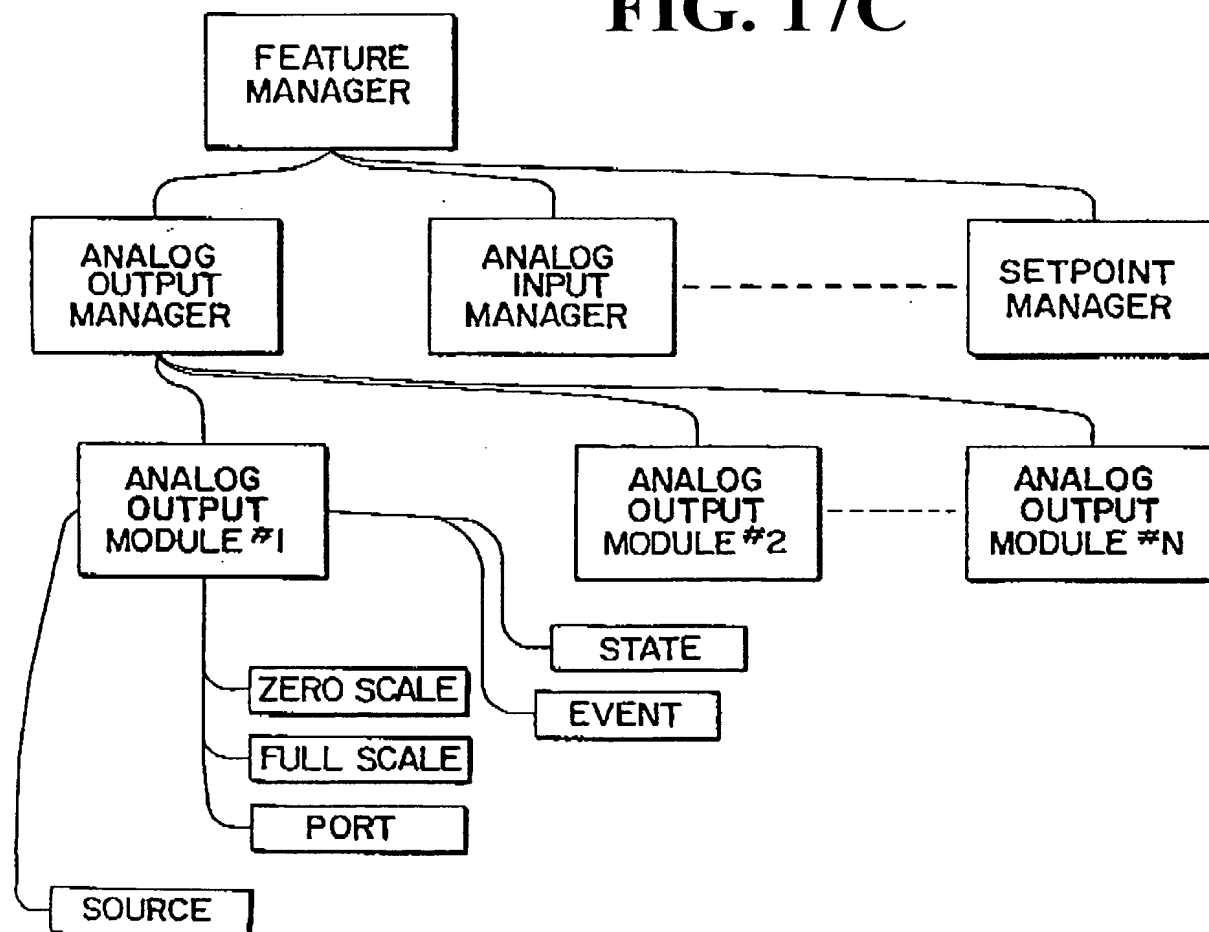 FIG. 17C
FEATURE
MANAGER
ANALOG
OUTPUT
MANAGER
ANALOG
INPUT
MANAGER
SETPOINT
MANAGER
ANALOG
OUTPUT
MODULE #1
ANALOG
OUTPUT
MODULE #2
ANALOG
OUTPUT
MODULE #N
STATE
ZERO SCALE
EVENT
FULL SCALE
PORT
SOURCE